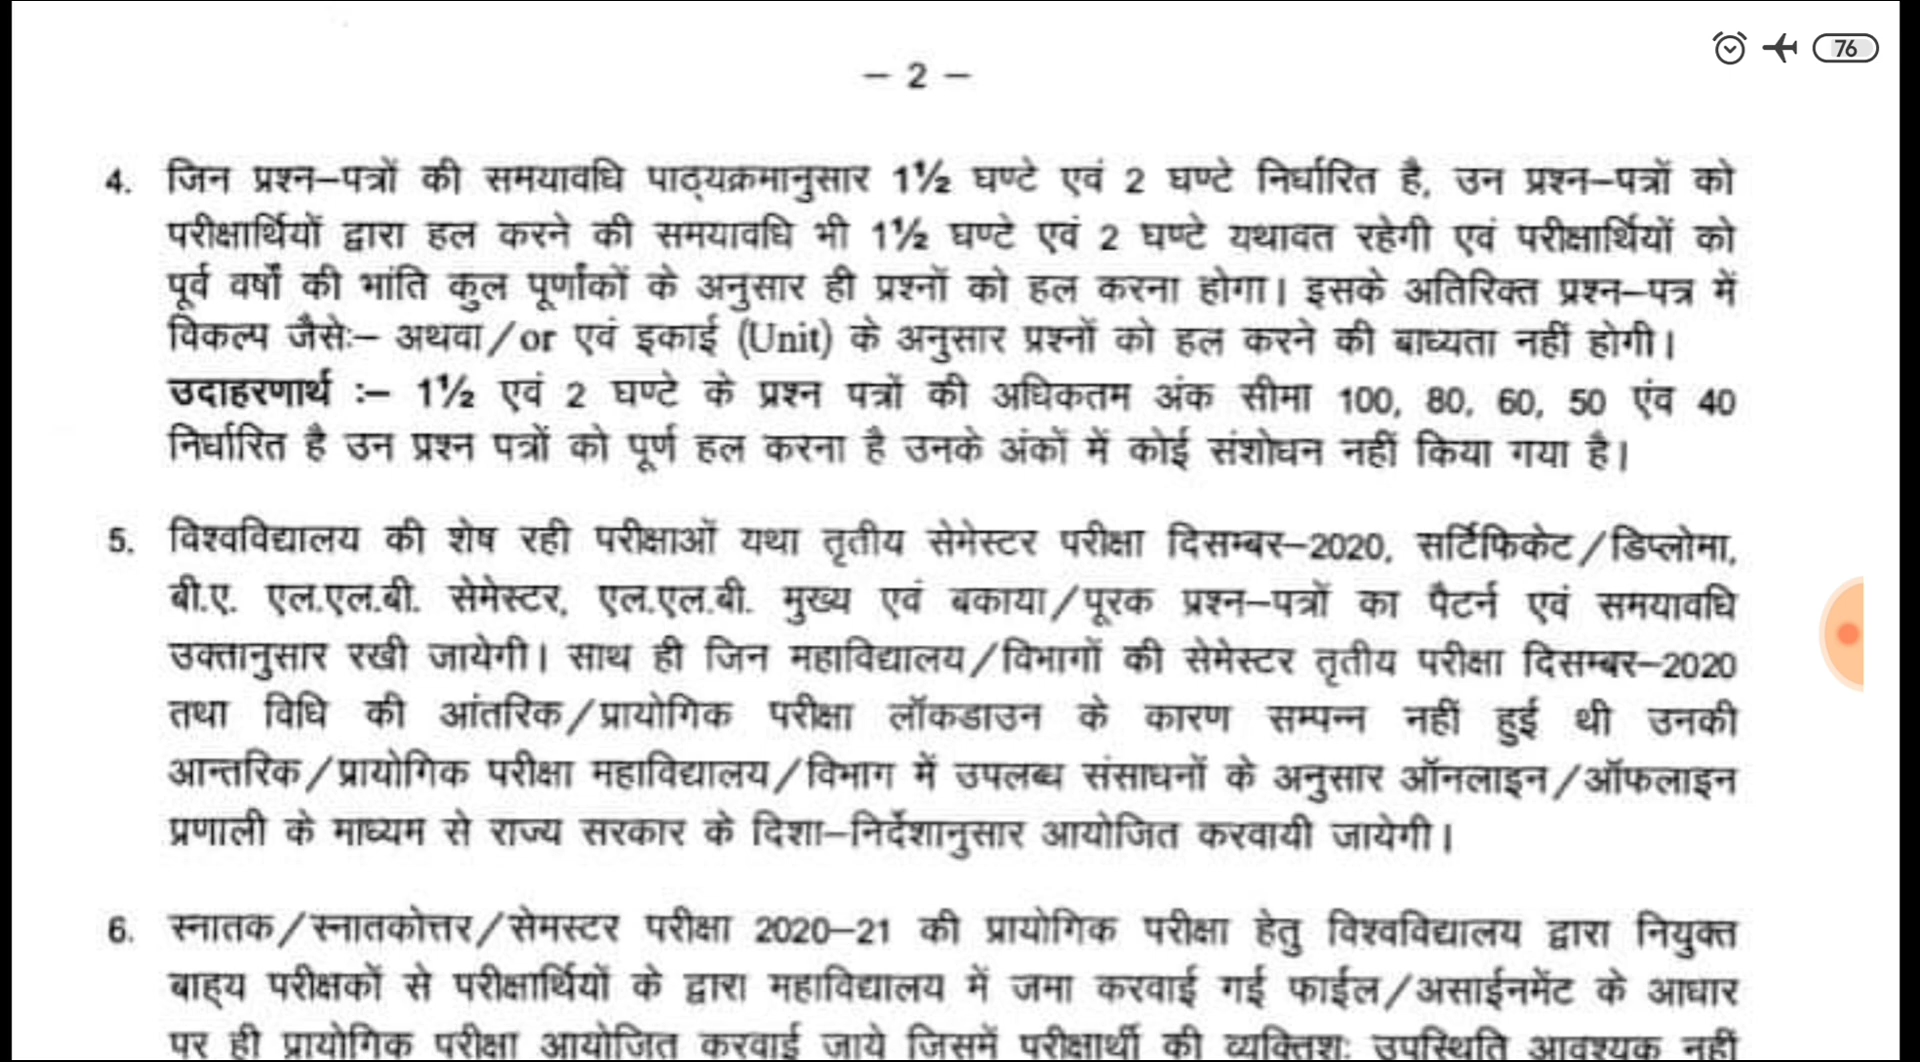 76
– 2 –
4. जिन प्रश्न–पत्रों की समयावधि पाठ्यक्रमानुसार 1½ घण्टे एवं 2 घण्टे निर्धारित है, उन प्रश्न–पत्रों को
परीक्षार्थियों द्वारा हल करने की समयावधि भी 1½ घण्टे एवं 2 घण्टे यथावत रहेगी एवं परीक्षार्थियों को
पूर्व वर्षों की भांति कुल पूर्णांकों के अनुसार ही प्रश्नों को हल करना होगा। इसके अतिरिक्त प्रश्न–पत्र में
विकल्प जैसेः– अथवा/or एवं इकाई (Unit) के अनुसार प्रश्नों को हल करने की बाध्यता नहीं होगी।
उदाहरणार्थ :– 1½ एवं 2 घण्टे के प्रश्न पत्रों की अधिकतम अंक सीमा 100, 80, 60, 50 एंव 40
निर्धारित है उन प्रश्न पत्रों को पूर्ण हल करना है उनके अंकों में कोई संशोधन नहीं किया गया है।
5. विश्वविद्यालय की शेष रही परीक्षाओं यथा तृतीय सेमेस्टर परीक्षा दिसम्बर–2020, सर्टिफिकेट/डिप्लोमा,
बी.ए. एल.एल.बी. सेमेस्टर, एल.एल.बी. मुख्य एवं बकाया/पूरक प्रश्न–पत्रों का पैटर्न एवं समयावधि
उक्तानुसार रखी जायेगी। साथ ही जिन महाविद्यालय/विभागों की सेमेस्टर तृतीय परीक्षा दिसम्बर–2020
तथा विधि की आंतरिक/प्रायोगिक परीक्षा लॉकडाउन के कारण सम्पन्न नहीं हुई थी उनकी
आन्तरिक/प्रायोगिक परीक्षा महाविद्यालय/विभाग में उपलब्ध संसाधनों के अनुसार ऑनलाइन/ऑफलाइन
प्रणाली के माध्यम से राज्य सरकार के दिशा–निर्देशानुसार आयोजित करवायी जायेगी।
6. स्नातक/स्नातकोत्तर/सेमस्टर परीक्षा 2020–21 की प्रायोगिक परीक्षा हेतु विश्वविद्यालय द्वारा नियुक्त
बाह्य परीक्षकों से परीक्षार्थियों के द्वारा महाविद्यालय में जमा करवाई गई फाईल/असाईनमेंट के आधार
पर ही प्रायोगिक परीक्षा आयोजित करवाई जाये जिसमें परीक्षार्थी की व्यक्तिशः उपस्थिति आवश्यक नहीं